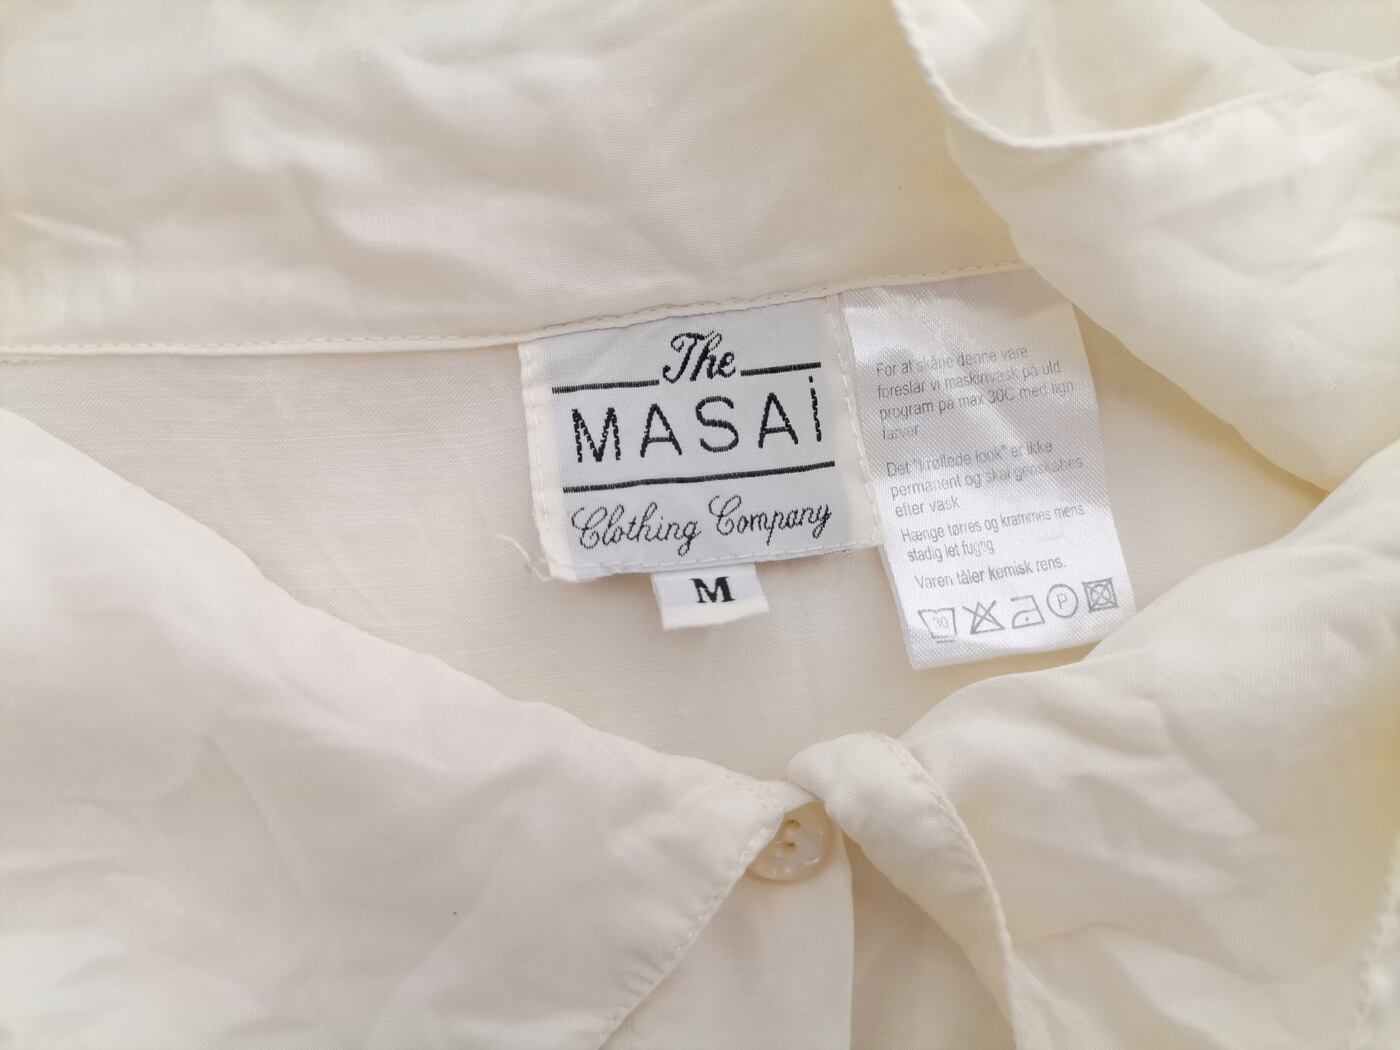 The
MASAİ
Clothing Company
M
For at skåne denne vare
foreslår vi maskinvask på uld
program på max 30C med lign.
farver
Det "krøllede look" er ikke
permanent og skal genskabes
efter vask
Hænge tørres og krammes mens
stadig let fugtig
Varen tåler kemisk rens.
30
P